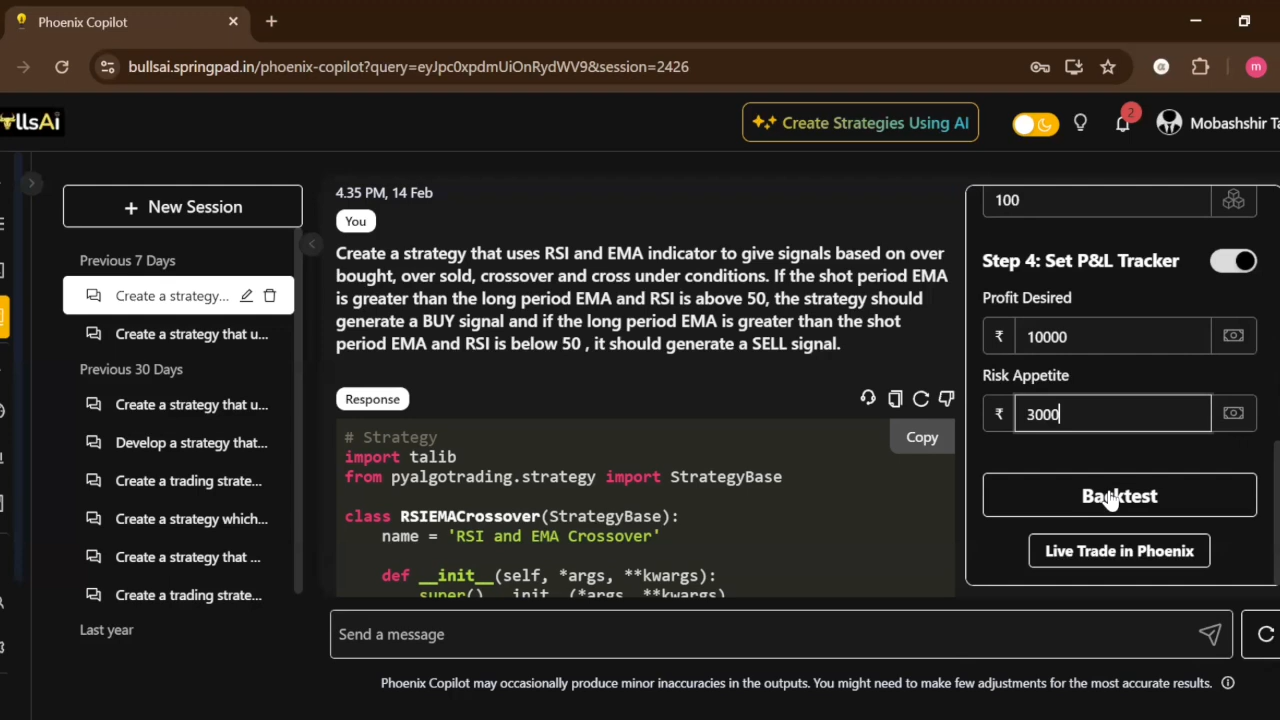 Phoenix Copilot
bullsai.springpad.in/phoenix-copilot?query=eyJpc0xpdmUiOnRydWV9&session=2426
α
m
llsAi
Create Strategies Using AI
2
Mobashshir Ta
New Session
Previous 7 Days
Create a strategy...
Create a strategy that u...
Previous 30 Days
Create a strategy that u...
Develop a strategy that...
Create a trading strate...
Create a strategy which...
Create a strategy that ...
Create a trading strate...
Last year
4.35 PM, 14 Feb
You
Create a strategy that uses RSI and EMA indicator to give signals based on over
bought, over sold, crossover and cross under conditions. If the shot period EMA
is greater than the long period EMA and RSI is above 50, the strategy should
generate a BUY signal and if the long period EMA is greater than the shot
period EMA and RSI is below 50 , it should generate a SELL signal.
Response
Copy
# Strategy
import talib
from pyalgotrading.strategy import StrategyBase
class RSIEMACrossover(StrategyBase):
name = 'RSI and EMA Crossover'
def __init__(self, *args, **kwargs):
super().__init__(*args, **kwargs)
100
Step 4: Set P&L Tracker
Profit Desired
₹ 10000
Risk Appetite
₹ 3000
Backtest
Live Trade in Phoenix
Send a message
Phoenix Copilot may occasionally produce minor inaccuracies in the outputs. You might need to make few adjustments for the most accurate results.